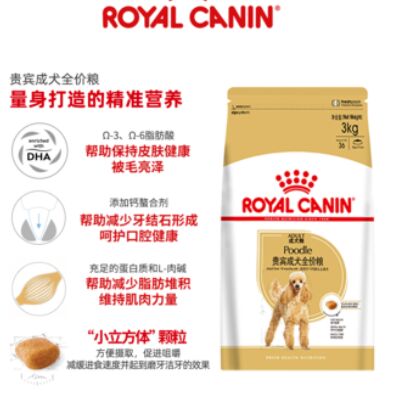 ROYAL CANIN
贵宾成犬全价粮
量身打造的精准营养
enriched with
DHA
Ω-3、Ω-6脂肪酸
帮助保持皮肤健康
被毛亮泽
添加钙螯合剂
帮助减少牙结石形成
呵护口腔健康
充足的蛋白质和L-肉碱
帮助减少脂肪堆积
维持肌肉力量
“小立方体”颗粒
方便摄取，促进咀嚼
减缓进食速度并起到磨牙洁牙的效果
3kg
36
ROYAL CANIN
ADULT
成犬粮
Poodle
贵宾成犬全价粮